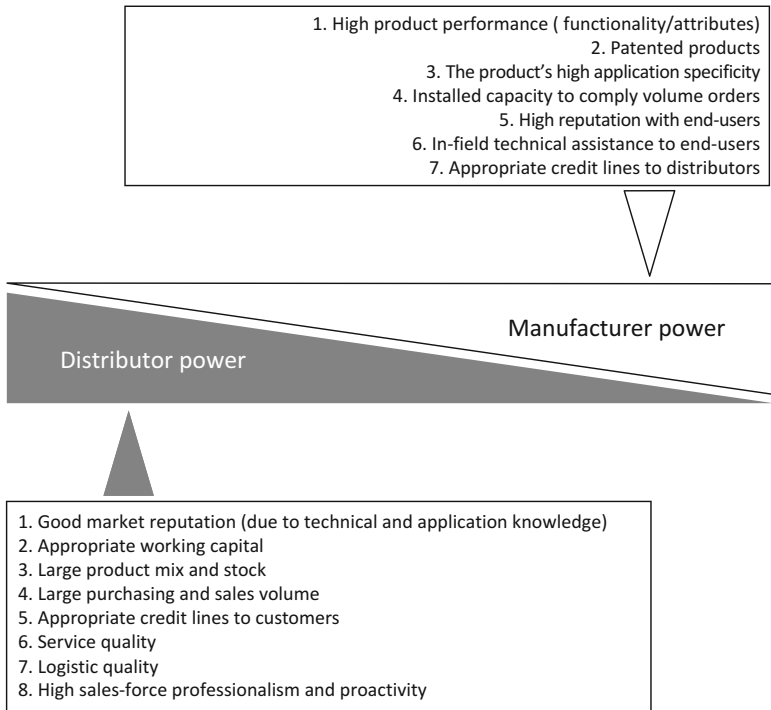 1. High product performance ( functionality/attributes)
2. Patented products
3. The product's high application specificity
4. Installed capacity to comply volume orders
5. High reputation with end-users
6. In-field technical assistance to end-users
7. Appropriate credit lines to distributors
Manufacturer power
Distributor power
1. Good market reputation (due to technical and application knowledge)
2. Appropriate working capital
3. Large product mix and stock
4. Large purchasing and sales volume
5. Appropriate credit lines to customers
6. Service quality
7. Logistic quality
8. High sales-force professionalism and proactivity